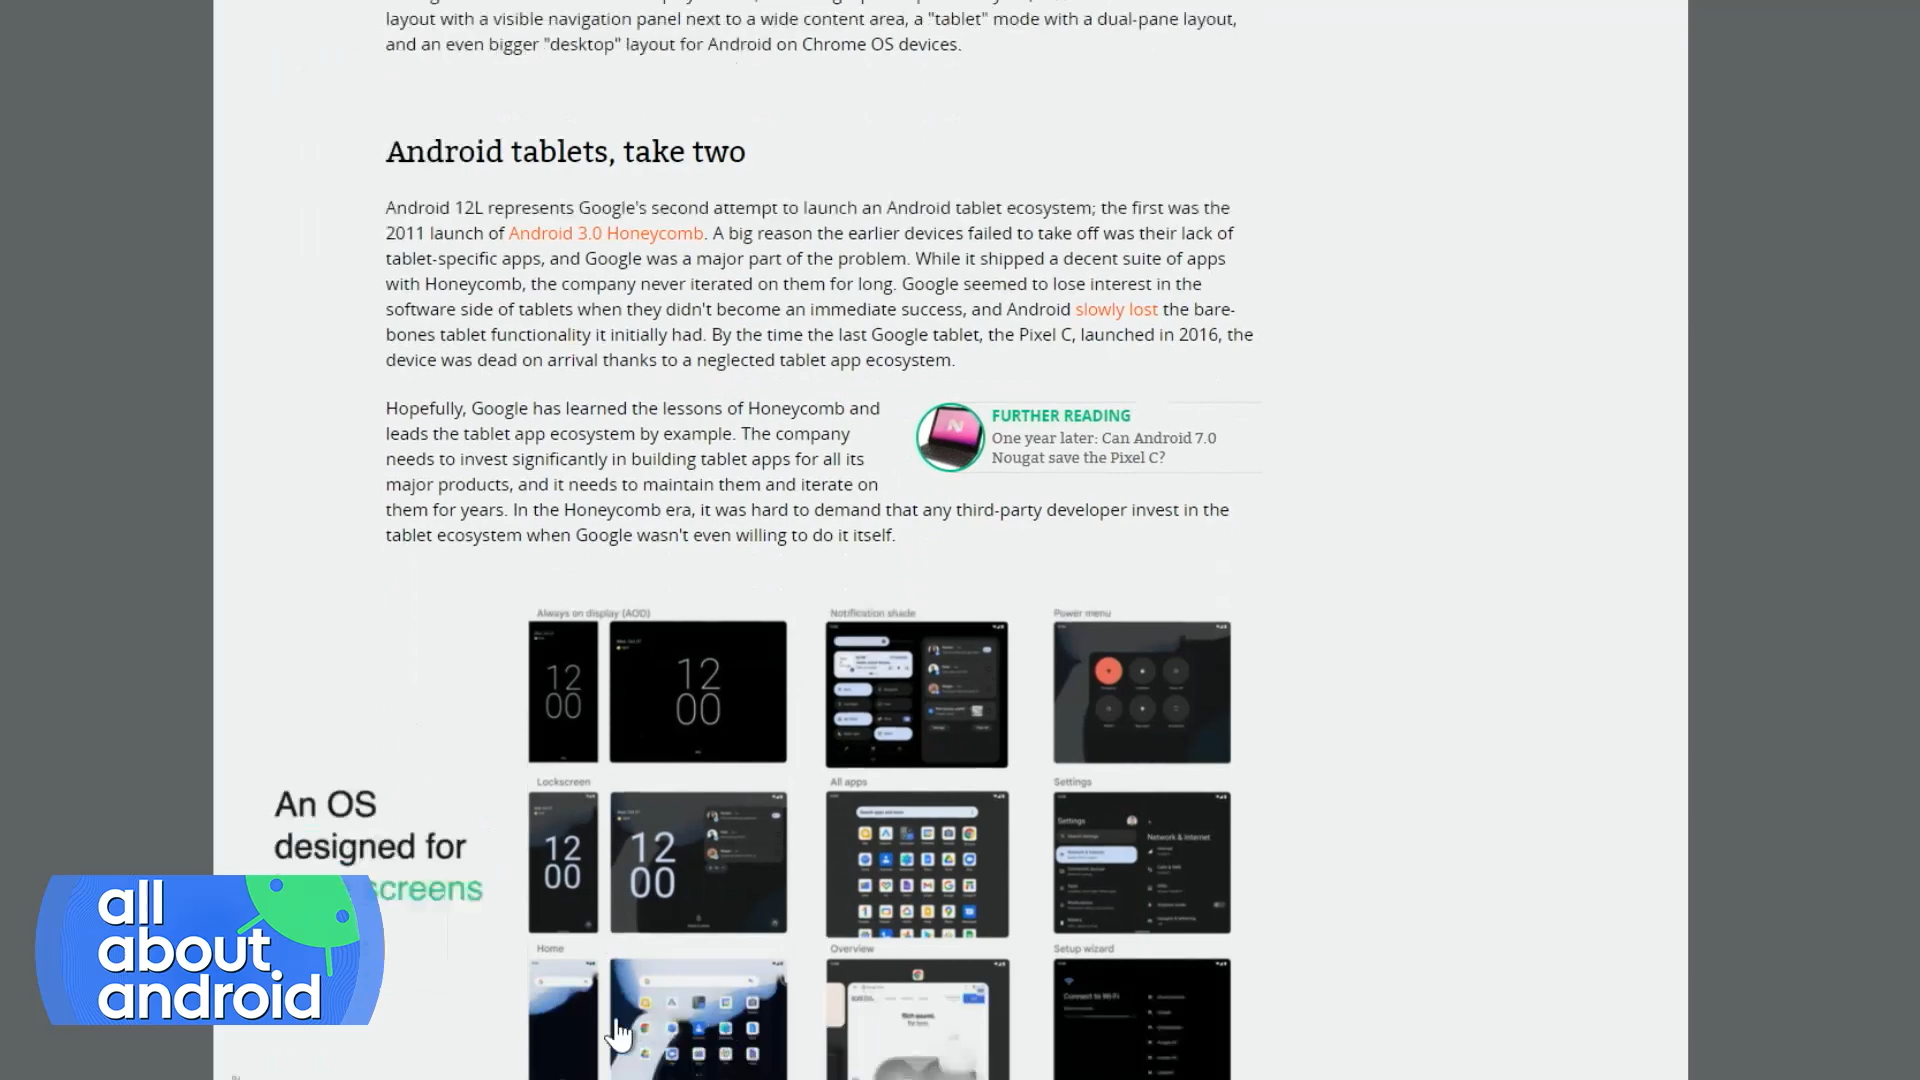 layout with a visible navigation panel next to a wide content area, a "tablet" mode with a dual-pane layout,
and an even bigger "desktop" layout for Android on Chrome OS devices.
Android tablets, take two
Android 12L represents Google's second attempt to launch an Android tablet ecosystem; the first was the
2011 launch of Android 3.0 Honeycomb. A big reason the earlier devices failed to take off was their lack of
tablet-specific apps, and Google was a major part of the problem. While it shipped a decent suite of apps
with Honeycomb, the company never iterated on them for long. Google seemed to lose interest in the
software side of tablets when they didn't become an immediate success, and Android slowly lost the bare-
bones tablet functionality it initially had. By the time the last Google tablet, the Pixel C, launched in 2016, the
device was dead on arrival thanks to a neglected tablet app ecosystem.
Hopefully, Google has learned the lessons of Honeycomb and
leads the tablet app ecosystem by example. The company
needs to invest significantly in building tablet apps for all its
major products, and it needs to maintain them and iterate on
them for years. In the Honeycomb era, it was hard to demand that any third-party developer invest in the
tablet ecosystem when Google wasn't even willing to do it itself.
FURTHER READING
One year later: Can Android 7.0
Nougat save the Pixel C?
An OS
designed for
screens
Always on display (AOD)
12
00
12
00
Notification shade
Power menu
Lockscreen
12
00
12
00
All apps
Search apps and more
Settings
Settings
Network & internet
Home
Overview
Setup wizard
Connect to Wi-Fi
all
about
android